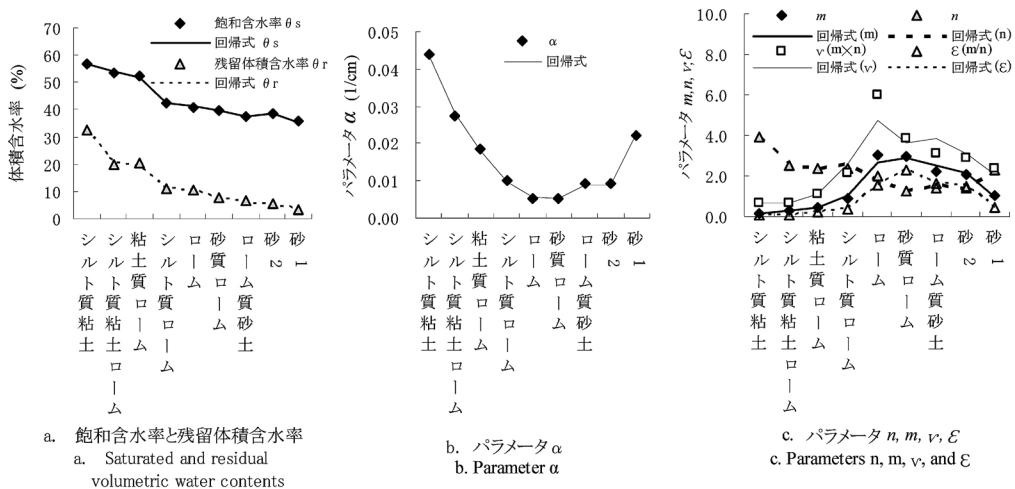 体積含水率 (%)
70
60
50
40
30
20
10
0
飽和含水率θs
回帰式 θs
残留体積含水率θr
回帰式 θr
シルト質粘土
シルト質粘土ローム
粘土質ローム
シルト質ローム
ローム
砂質ローム
ローム質砂土
砂2
砂1
a. 飽和含水率と残留体積含水率
a. Saturated and residual
volumetric water contents
パラメータ α (1/cm)
0.05
0.04
0.03
0.02
0.01
0.00
α
回帰式
シルト質粘土
シルト質粘土ローム
粘土質ローム
シルト質ローム
ローム
砂質ローム
ローム質砂土
砂2
砂1
b. パラメータα
b. Parameter α
パラメータ m,n,ν,ε
10.0
8.0
6.0
4.0
2.0
0.0
m
n
回帰式(m)
回帰式(n)
ν(m×n)
ε(m/n)
回帰式(ν)
回帰式(ε)
シルト質粘土
シルト質粘土ローム
粘土質ローム
シルト質ローム
ローム
砂質ローム
ローム質砂土
砂2
砂1
c. パラメータ n, m, ν, ε
c. Parameters n, m, ν, and ε